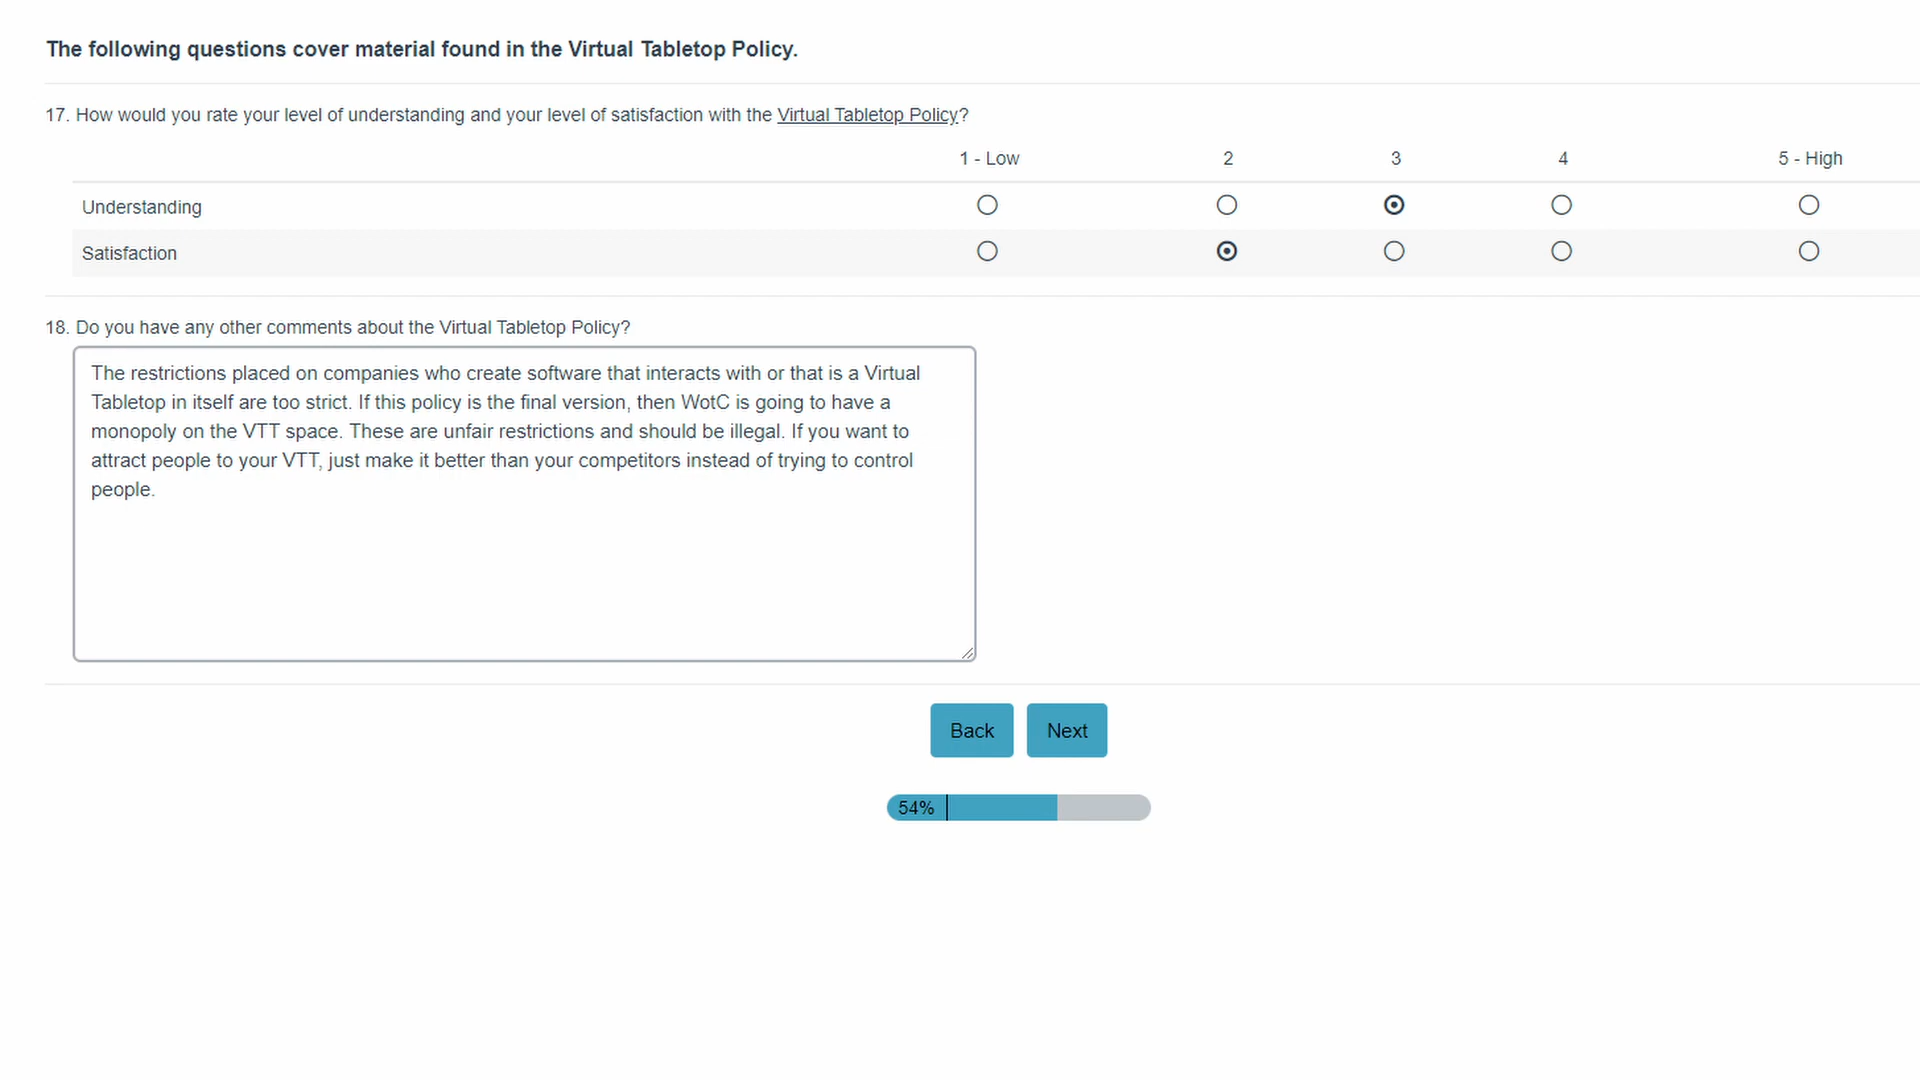 The following questions cover material found in the Virtual Tabletop Policy.
17. How would you rate your level of understanding and your level of satisfaction with the Virtual Tabletop Policy?
1 - Low 2 3 4 5 - High
Understanding
Satisfaction
18. Do you have any other comments about the Virtual Tabletop Policy?
The restrictions placed on companies who create software that interacts with or that is a Virtual
Tabletop in itself are too strict. If this policy is the final version, then WotC is going to have a
monopoly on the VTT space. These are unfair restrictions and should be illegal. If you want to
attract people to your VTT, just make it better than your competitors instead of trying to control
people.
Back Next
54%